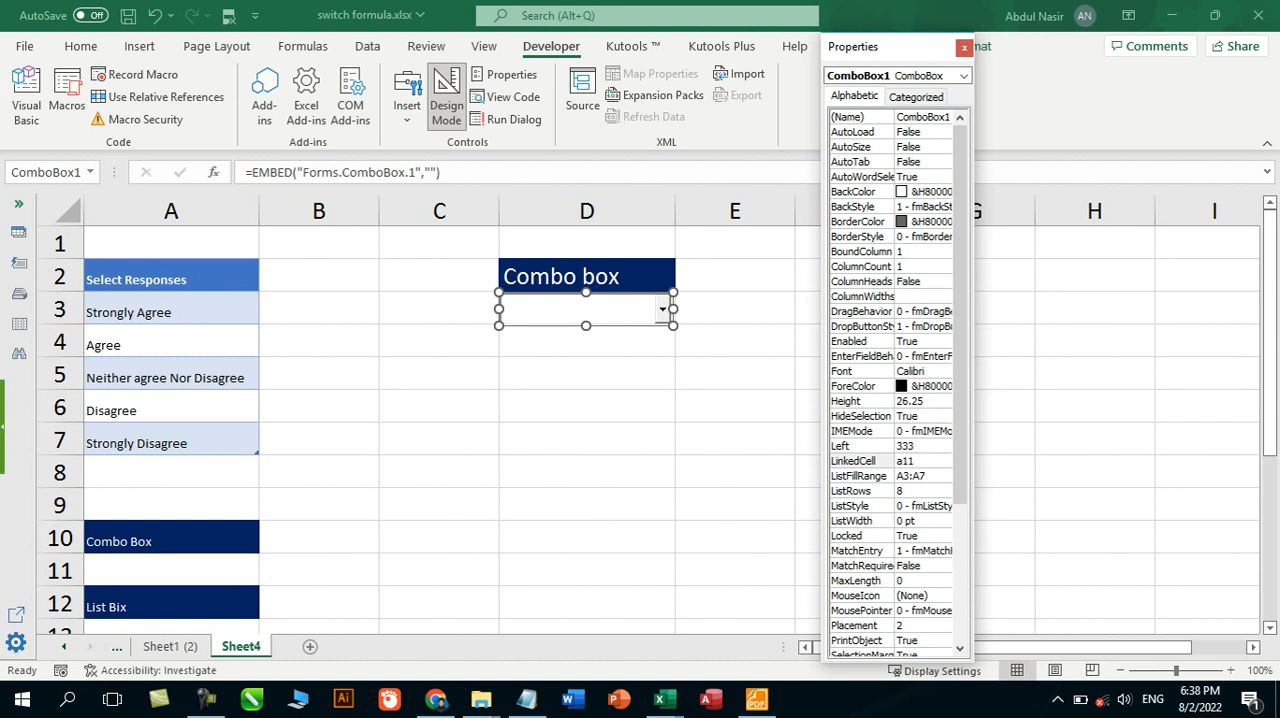 AutoSave Off
switch formula.xlsx
Search (Alt+Q)
Abdul Nasir AN
File Home Insert Page Layout Formulas Data Review View Developer Kutools ™ Kutools Plus Help
mat
Comments Share
Visual Basic
Macros
Record Macro
Use Relative References
Macro Security
Code
Add-ins
Excel Add-ins
COM Add-ins
Add-ins
Insert
Design Mode
Properties
View Code
Run Dialog
Controls
Source
Map Properties
Expansion Packs
Refresh Data
Import
Export
XML
ComboBox1
fx
=EMBED("Forms.ComboBox.1","")
A B C D E G H I
1
2 Select Responses Combo box
3 Strongly Agree
4 Agree
5 Neither agree Nor Disagree
6 Disagree
7 Strongly Disagree
8
9
10 Combo Box
11
12 List Bix
Properties
ComboBox1 ComboBox
Alphabetic Categorized
(Name) ComboBox1
AutoLoad False
AutoSize False
AutoTab False
AutoWordSele True
BackColor &H80000
BackStyle 1 - fmBackSt
BorderColor &H80000
BorderStyle 0 - fmBorder
BoundColumn 1
ColumnCount 1
ColumnHeads False
ColumnWidths
DragBehavior 0 - fmDragBe
DropButtonSt 1 - fmDropBu
Enabled True
EnterFieldBeha 0 - fmEnterF
Font Calibri
ForeColor &H80000
Height 26.25
HideSelection True
IMEMode 0 - fmIMEMo
Left 333
LinkedCell a11
ListFillRange A3:A7
ListRows 8
ListStyle 0 - fmListSty
ListWidth 0 pt
Locked True
MatchEntry 1 - fmMatchE
MatchRequire False
MaxLength 0
MouseIcon (None)
MousePointer 0 - fmMouse
Placement 2
PrintObject True
... Sheet1 (2) Sheet4
Ready
Accessibility: Investigate
Display Settings
100%
ENG
6:38 PM
8/2/2022